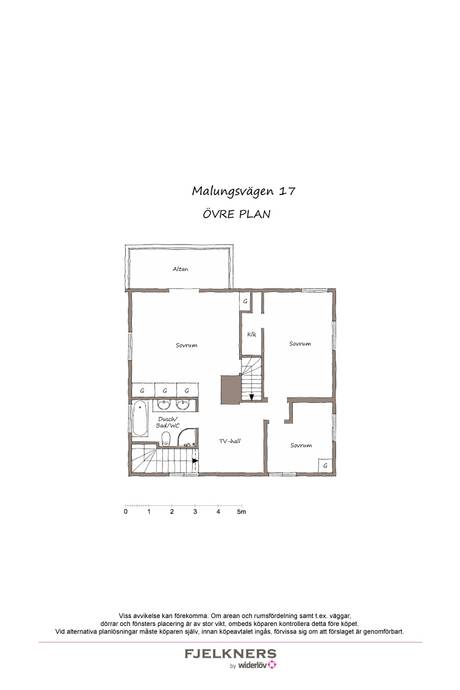 Malungsvägen 17
ÖVRE PLAN
Altan
G
Klk
Sovrum
Sovrum
G G G
Dusch/
Bad/WC
TV-hall
Sovrum
G
0 1 2 3 4 5m
Viss avvikelse kan förekomma. Om arean och rumsfördelning samt t.ex. väggar,
dörrar och fönsters placering är av stor vikt, ombeds köparen kontrollera detta före köpet.
Vid alternativa planlösningar måste köparen själv, innan köpeavtalet ingås, förvissa sig om att förslaget är genomförbart.
FJELKNERS
by widerlöv